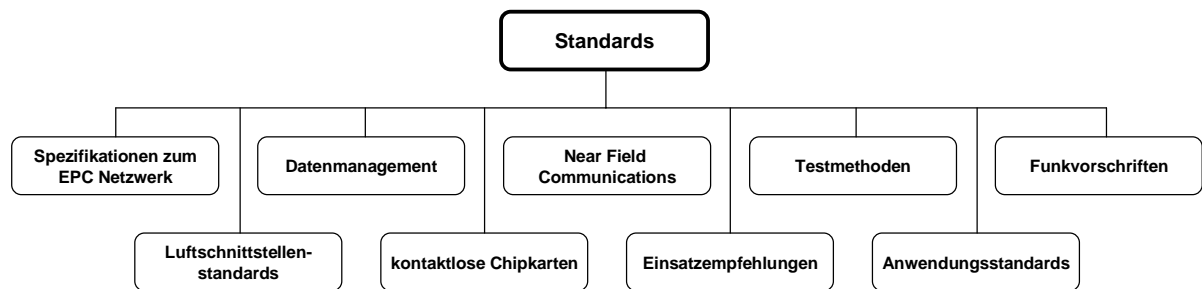 Standards
Spezifikationen zum
EPC Netzwerk
Datenmanagement
Near Field
Communications
Testmethoden
Funkvorschriften
Luftschnittstellen-
standards
kontaktlose Chipkarten
Einsatzempfehlungen
Anwendungsstandards